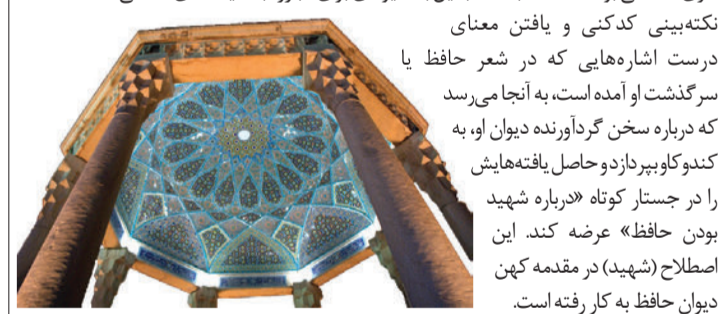 نکته‌بینی کدکنی و یافتن معنای
درست اشاره‌هایی که در شعر حافظ یا
سرگذشت او آمده است، به آنجا می‌رسد
که درباره سخن گردآورنده دیوان او، به
کندوکاو بپردازد و حاصل یافته‌هایش
را در جستار کوتاه «درباره شهید
بودن حافظ» عرضه کند. این
اصطلاح (شهید) در مقدمه کهن
دیوان حافظ به کار رفته است.